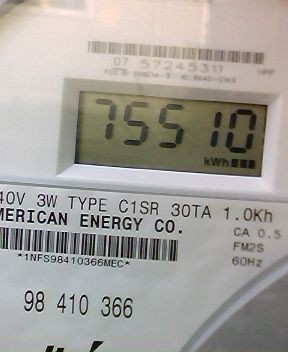 07 57245311
HPP
75510
kWh
40V 3W TYPE C1SR 30TA 1.0Kh
MERICAN ENERGY CO.
CA 0.5
FM2S
60Hz
*1NFS98410366MEC*
98 410 366